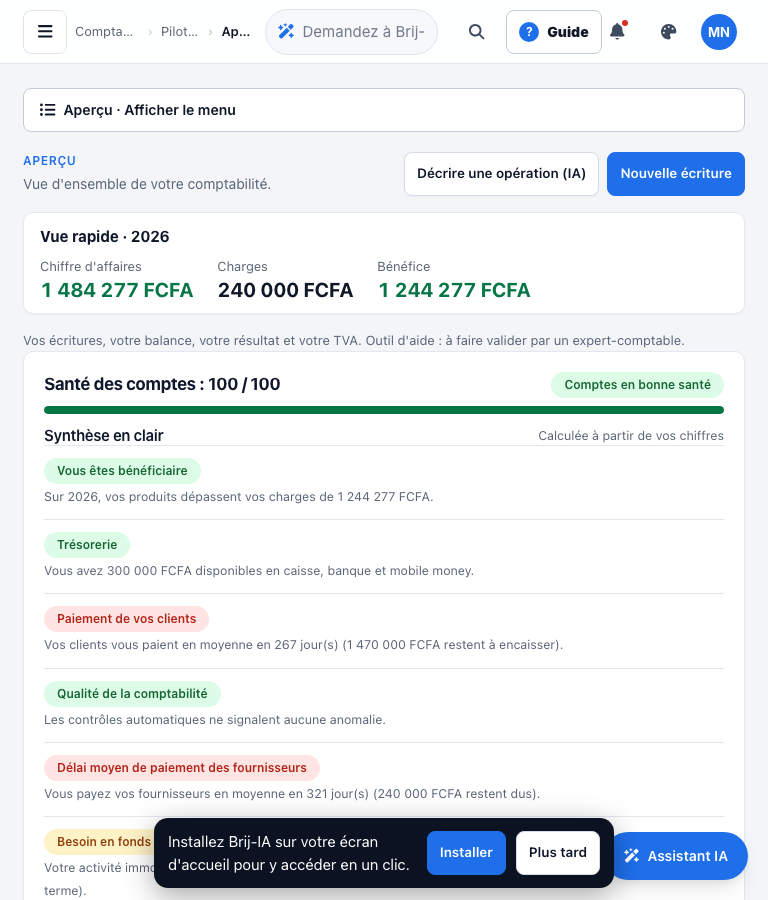 Compta... › Pilot... › Ap... Demandez à Brij- ? Guide MN
Aperçu · Afficher le menu
APERÇU
Vue d'ensemble de votre comptabilité.
Décrire une opération (IA) Nouvelle écriture
Vue rapide · 2026
Chiffre d'affaires Charges Bénéfice
1 484 277 FCFA 240 000 FCFA 1 244 277 FCFA
Vos écritures, votre balance, votre résultat et votre TVA. Outil d'aide : à faire valider par un expert-comptable.
Santé des comptes : 100 / 100 Comptes en bonne santé
Synthèse en clair Calculée à partir de vos chiffres
Vous êtes bénéficiaire
Sur 2026, vos produits dépassent vos charges de 1 244 277 FCFA.
Trésorerie
Vous avez 300 000 FCFA disponibles en caisse, banque et mobile money.
Paiement de vos clients
Vos clients vous paient en moyenne en 267 jour(s) (1 470 000 FCFA restent à encaisser).
Qualité de la comptabilité
Les contrôles automatiques ne signalent aucune anomalie.
Délai moyen de paiement des fournisseurs
Vous payez vos fournisseurs en moyenne en 321 jour(s) (240 000 FCFA restent dus).
Besoin en fonds
Votre activité immo
terme).
Installez Brij-IA sur votre écran
d'accueil pour y accéder en un clic.
Installer Plus tard
Assistant IA